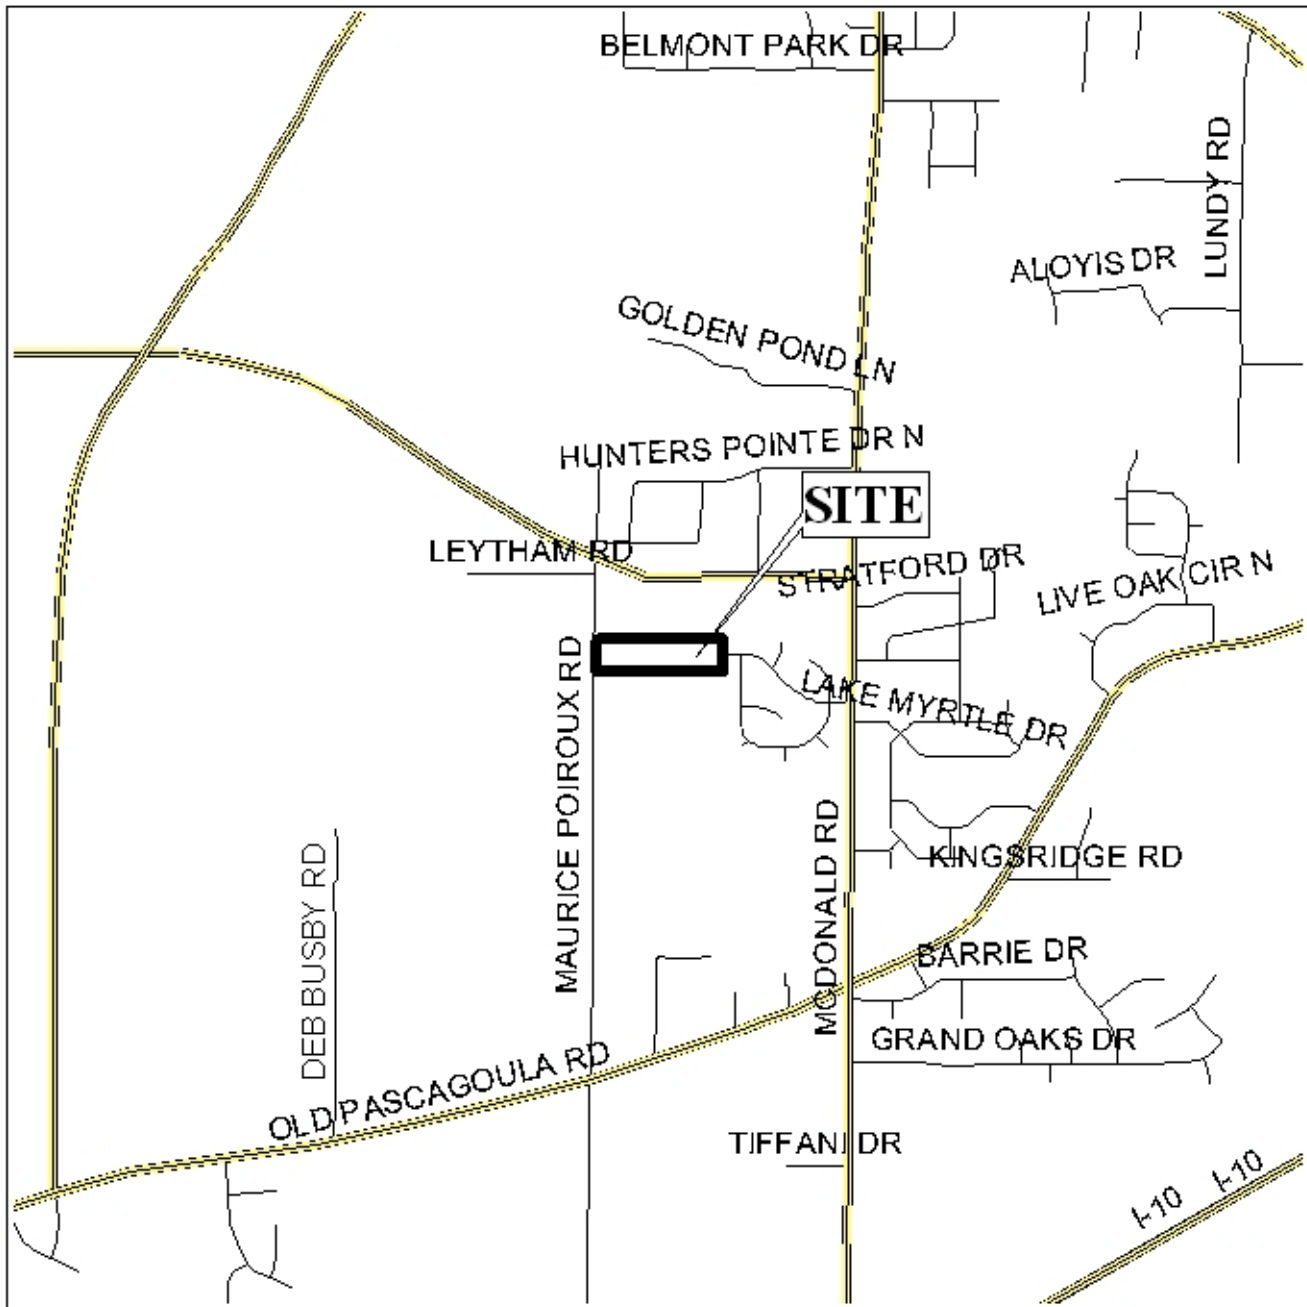 BELMONT PARK DR
LUNDY RD
ALOYIS DR
GOLDEN POND LN
HUNTERS POINTE DR N
SITE
LEYTHAM RD
STRATFORD DR
LIVE OAK CIR N
MAURICE POIROUX RD
LAKE MYRTLE DR
MCDONALD RD
KINGSRIDGE RD
DEB BUSBY RD
BARRIE DR
GRAND OAKS DR
OLD PASCAGOULA RD
TIFFANI DR
I-10
I-10